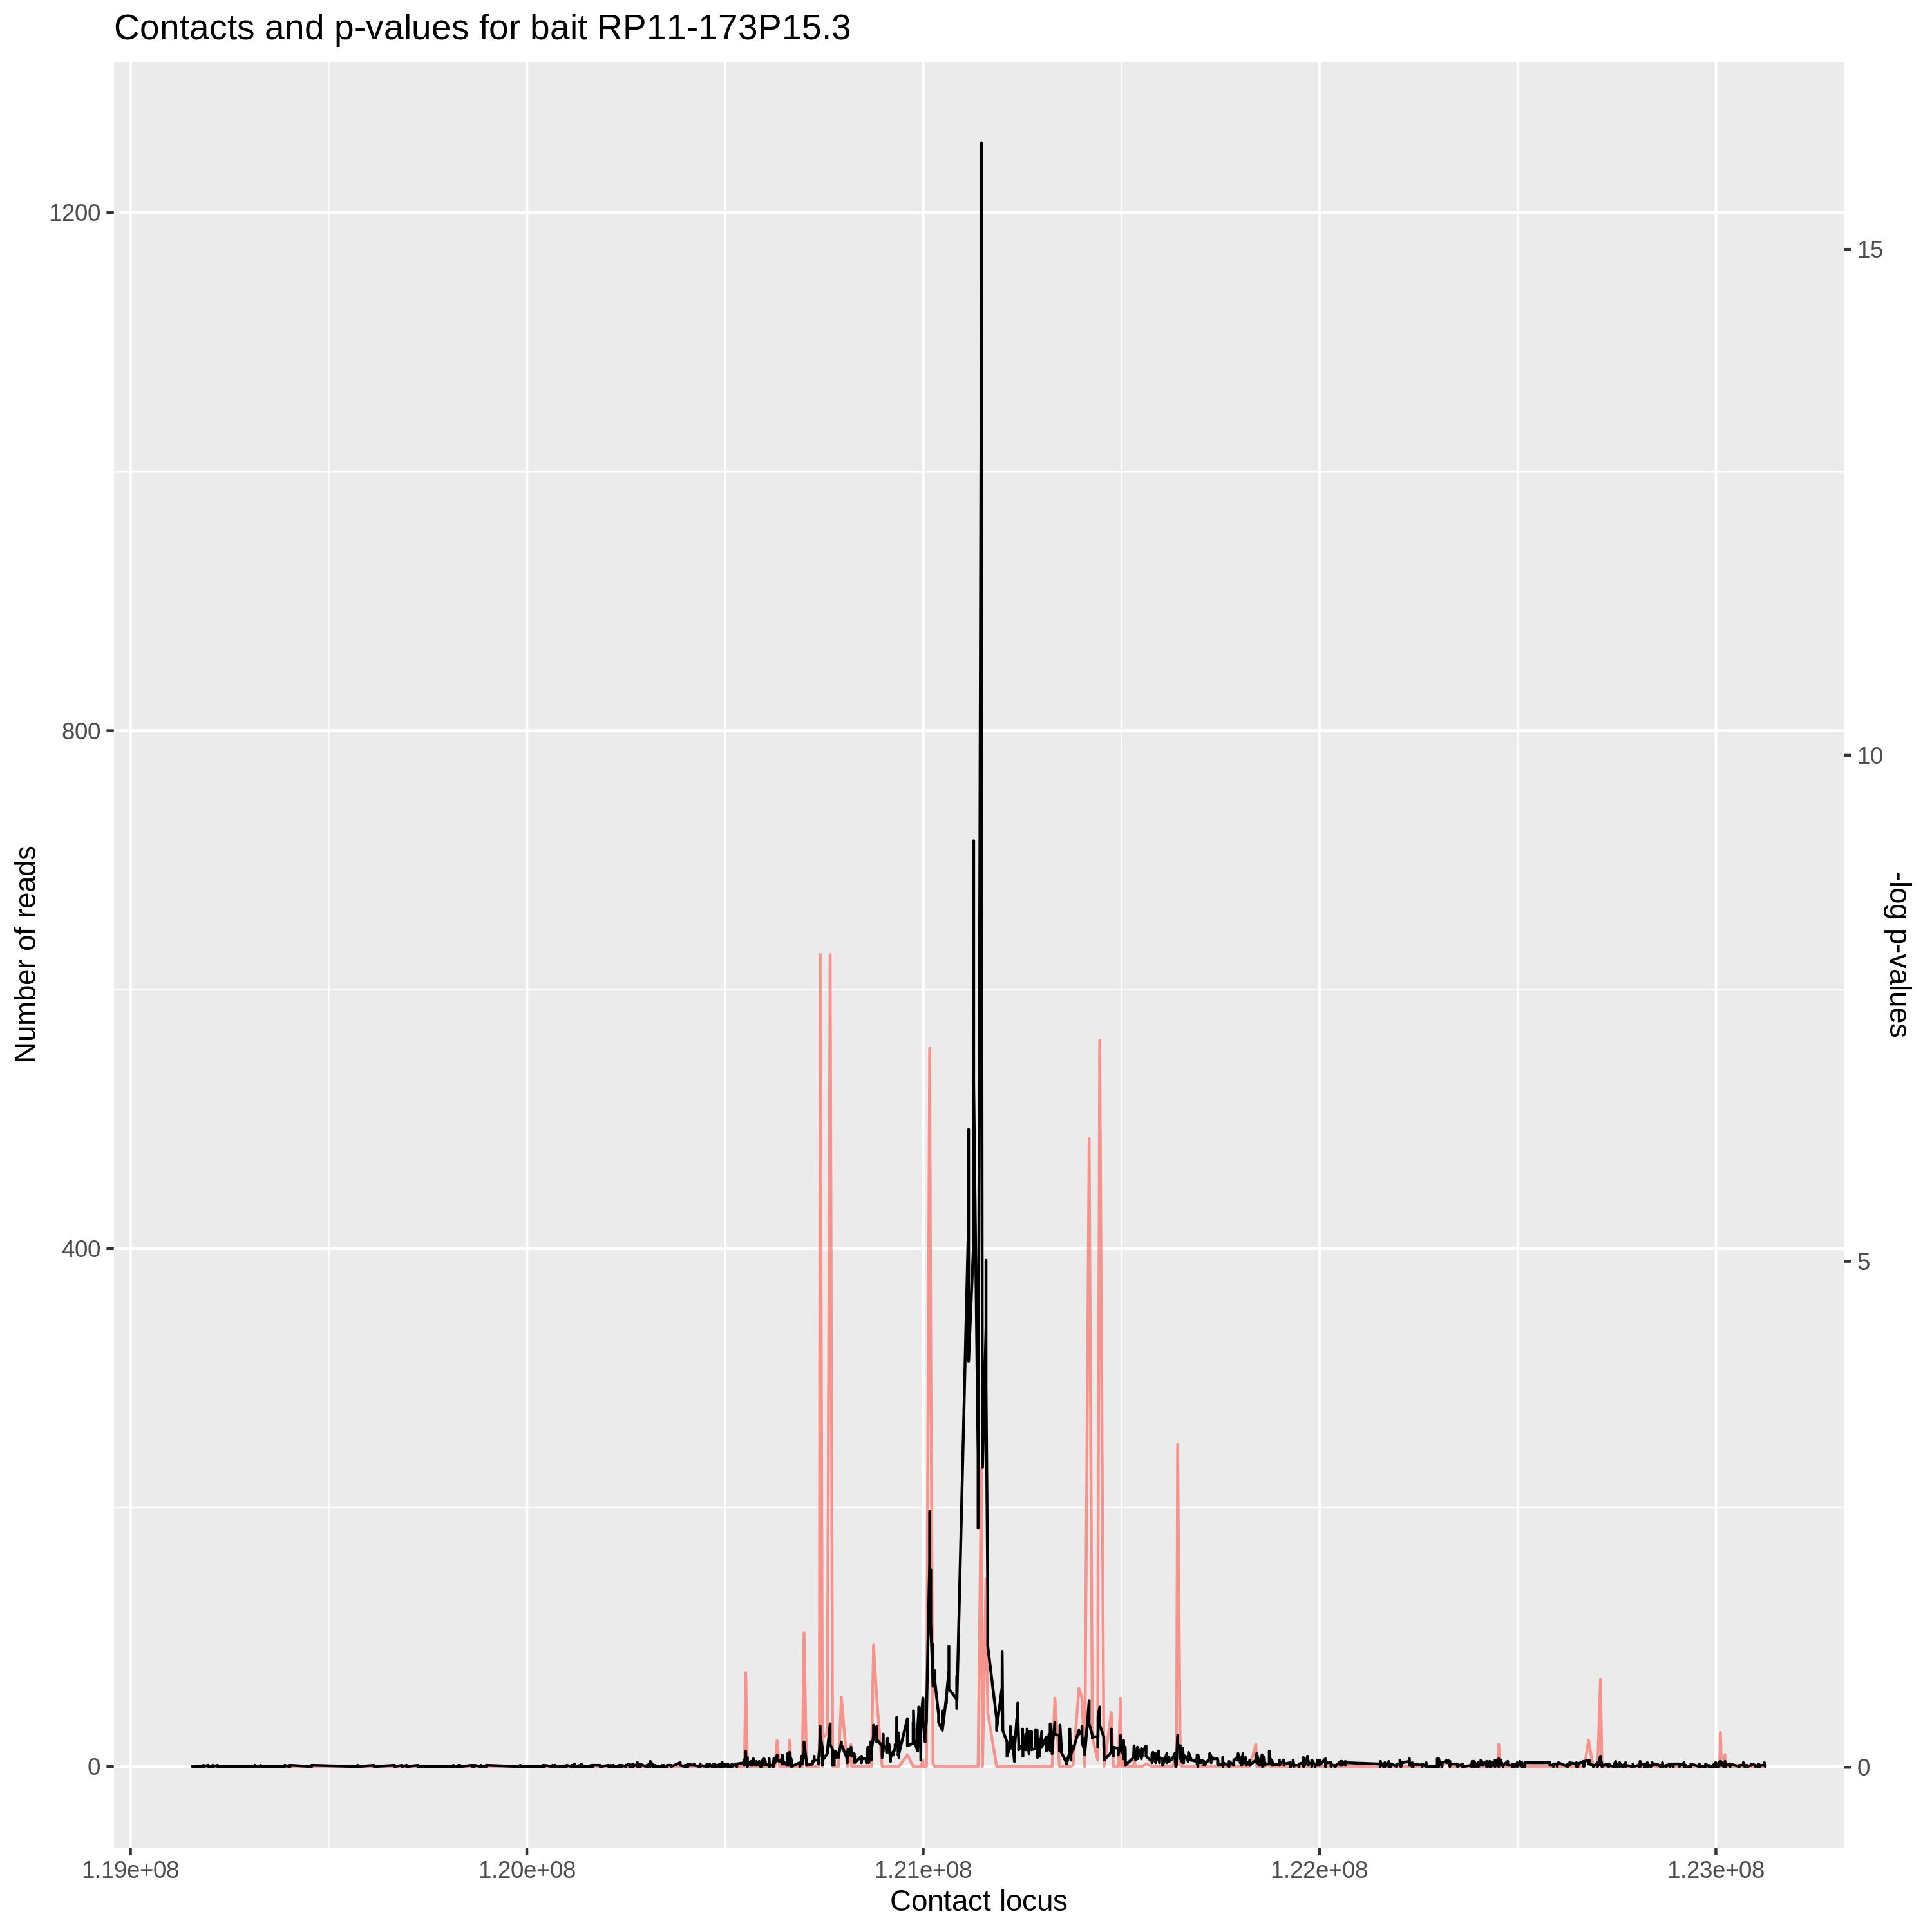 Contacts and p-values for bait RP11-173P15.3
1200
800
400
0
Number of reads
15
10
5
0
-log p-values
1.19e+08
1.20e+08
1.21e+08
1.22e+08
1.23e+08
Contact locus